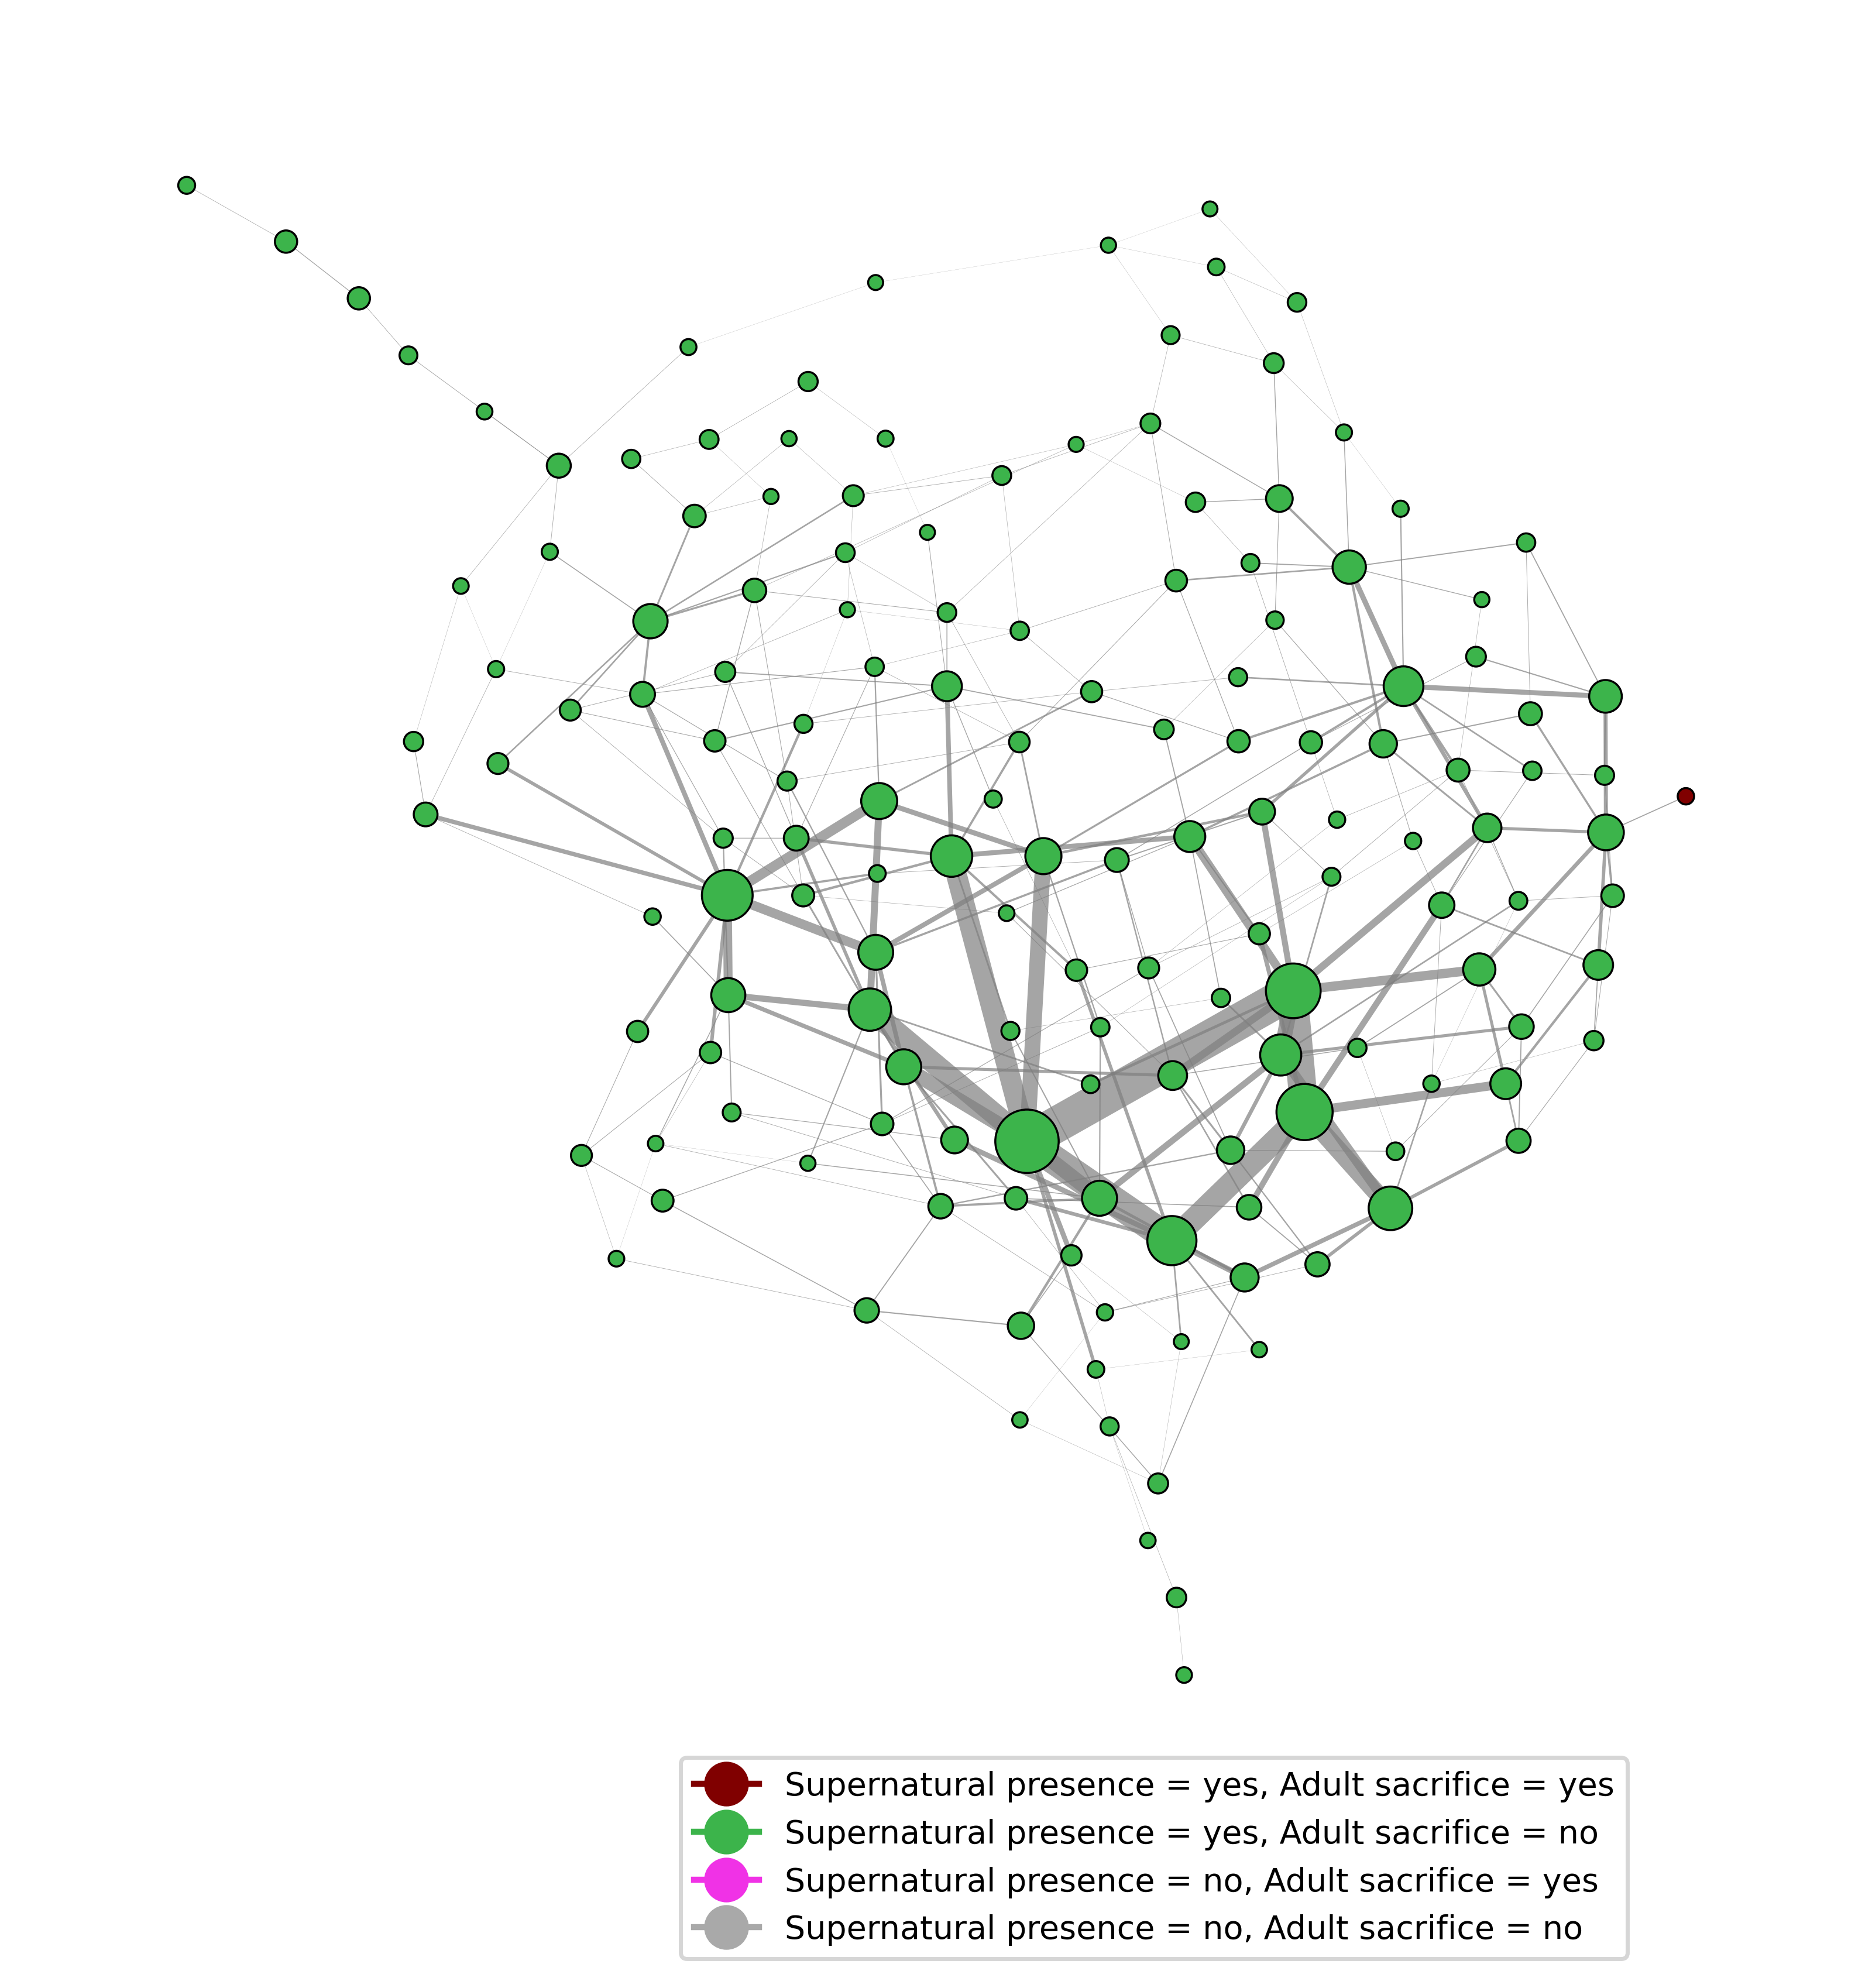 Supernatural presence = yes, Adult sacrifice = yes
Supernatural presence = yes, Adult sacrifice = no
Supernatural presence = no, Adult sacrifice = yes
Supernatural presence = no, Adult sacrifice = no